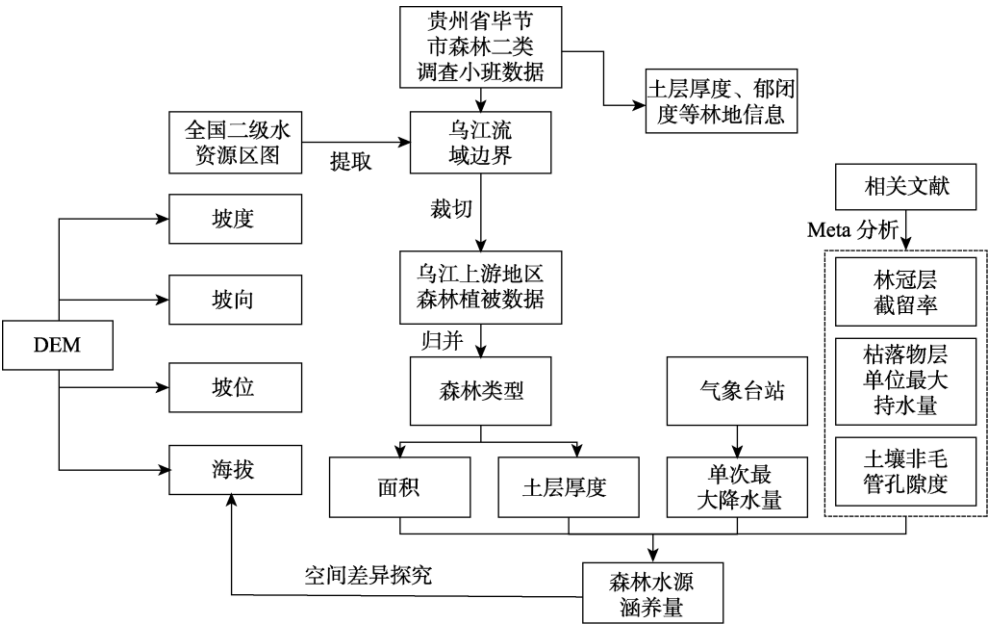 贵州省毕节
市森林二类
调查小班数据
土层厚度、郁闭
度等林地信息
全国二级水
资源区图
提取
乌江流
域边界
相关文献
Meta 分析
坡度
裁切
乌江上游地区
森林植被数据
林冠层
截留率
坡向
DEM
归并
枯落物层
单位最大
持水量
坡位
森林类型
气象台站
海拔
面积
土层厚度
单次最
大降水量
土壤非毛
管孔隙度
空间差异探究
森林水源
涵养量